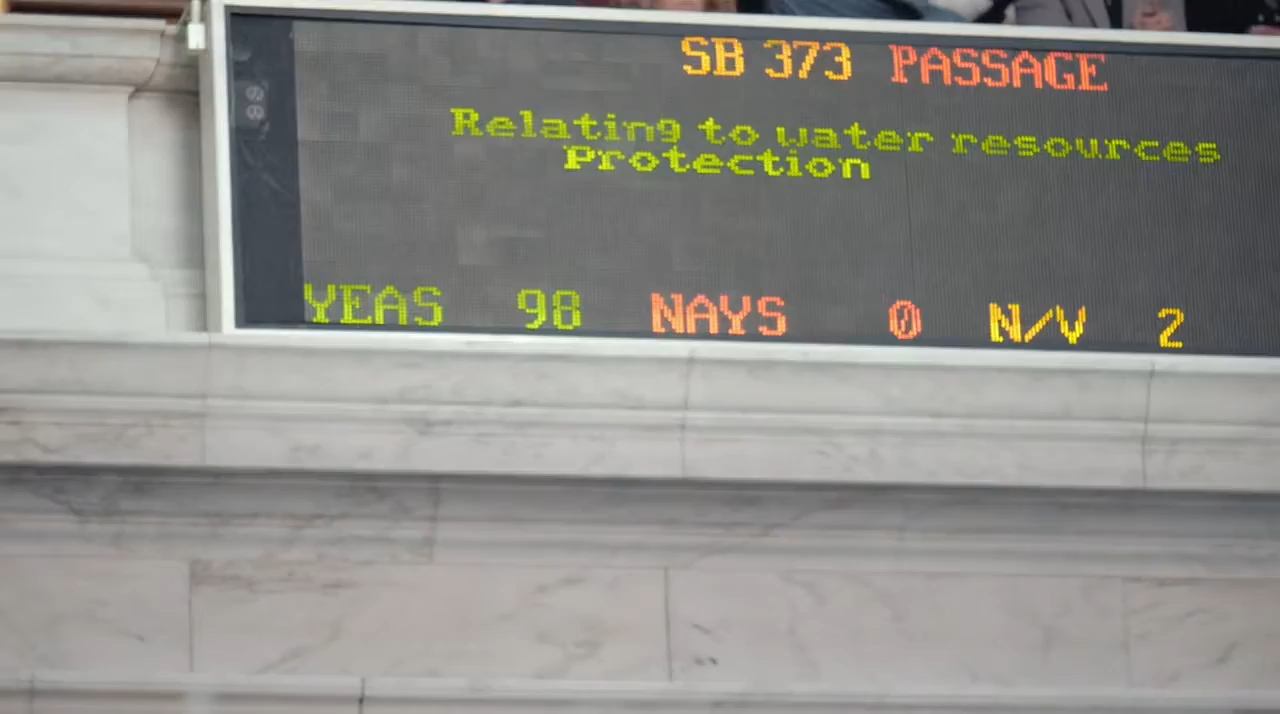 SB 373 PASSAGE
Relating to water resources
Protection
YEAS 98 NAYS 0 N/V 2